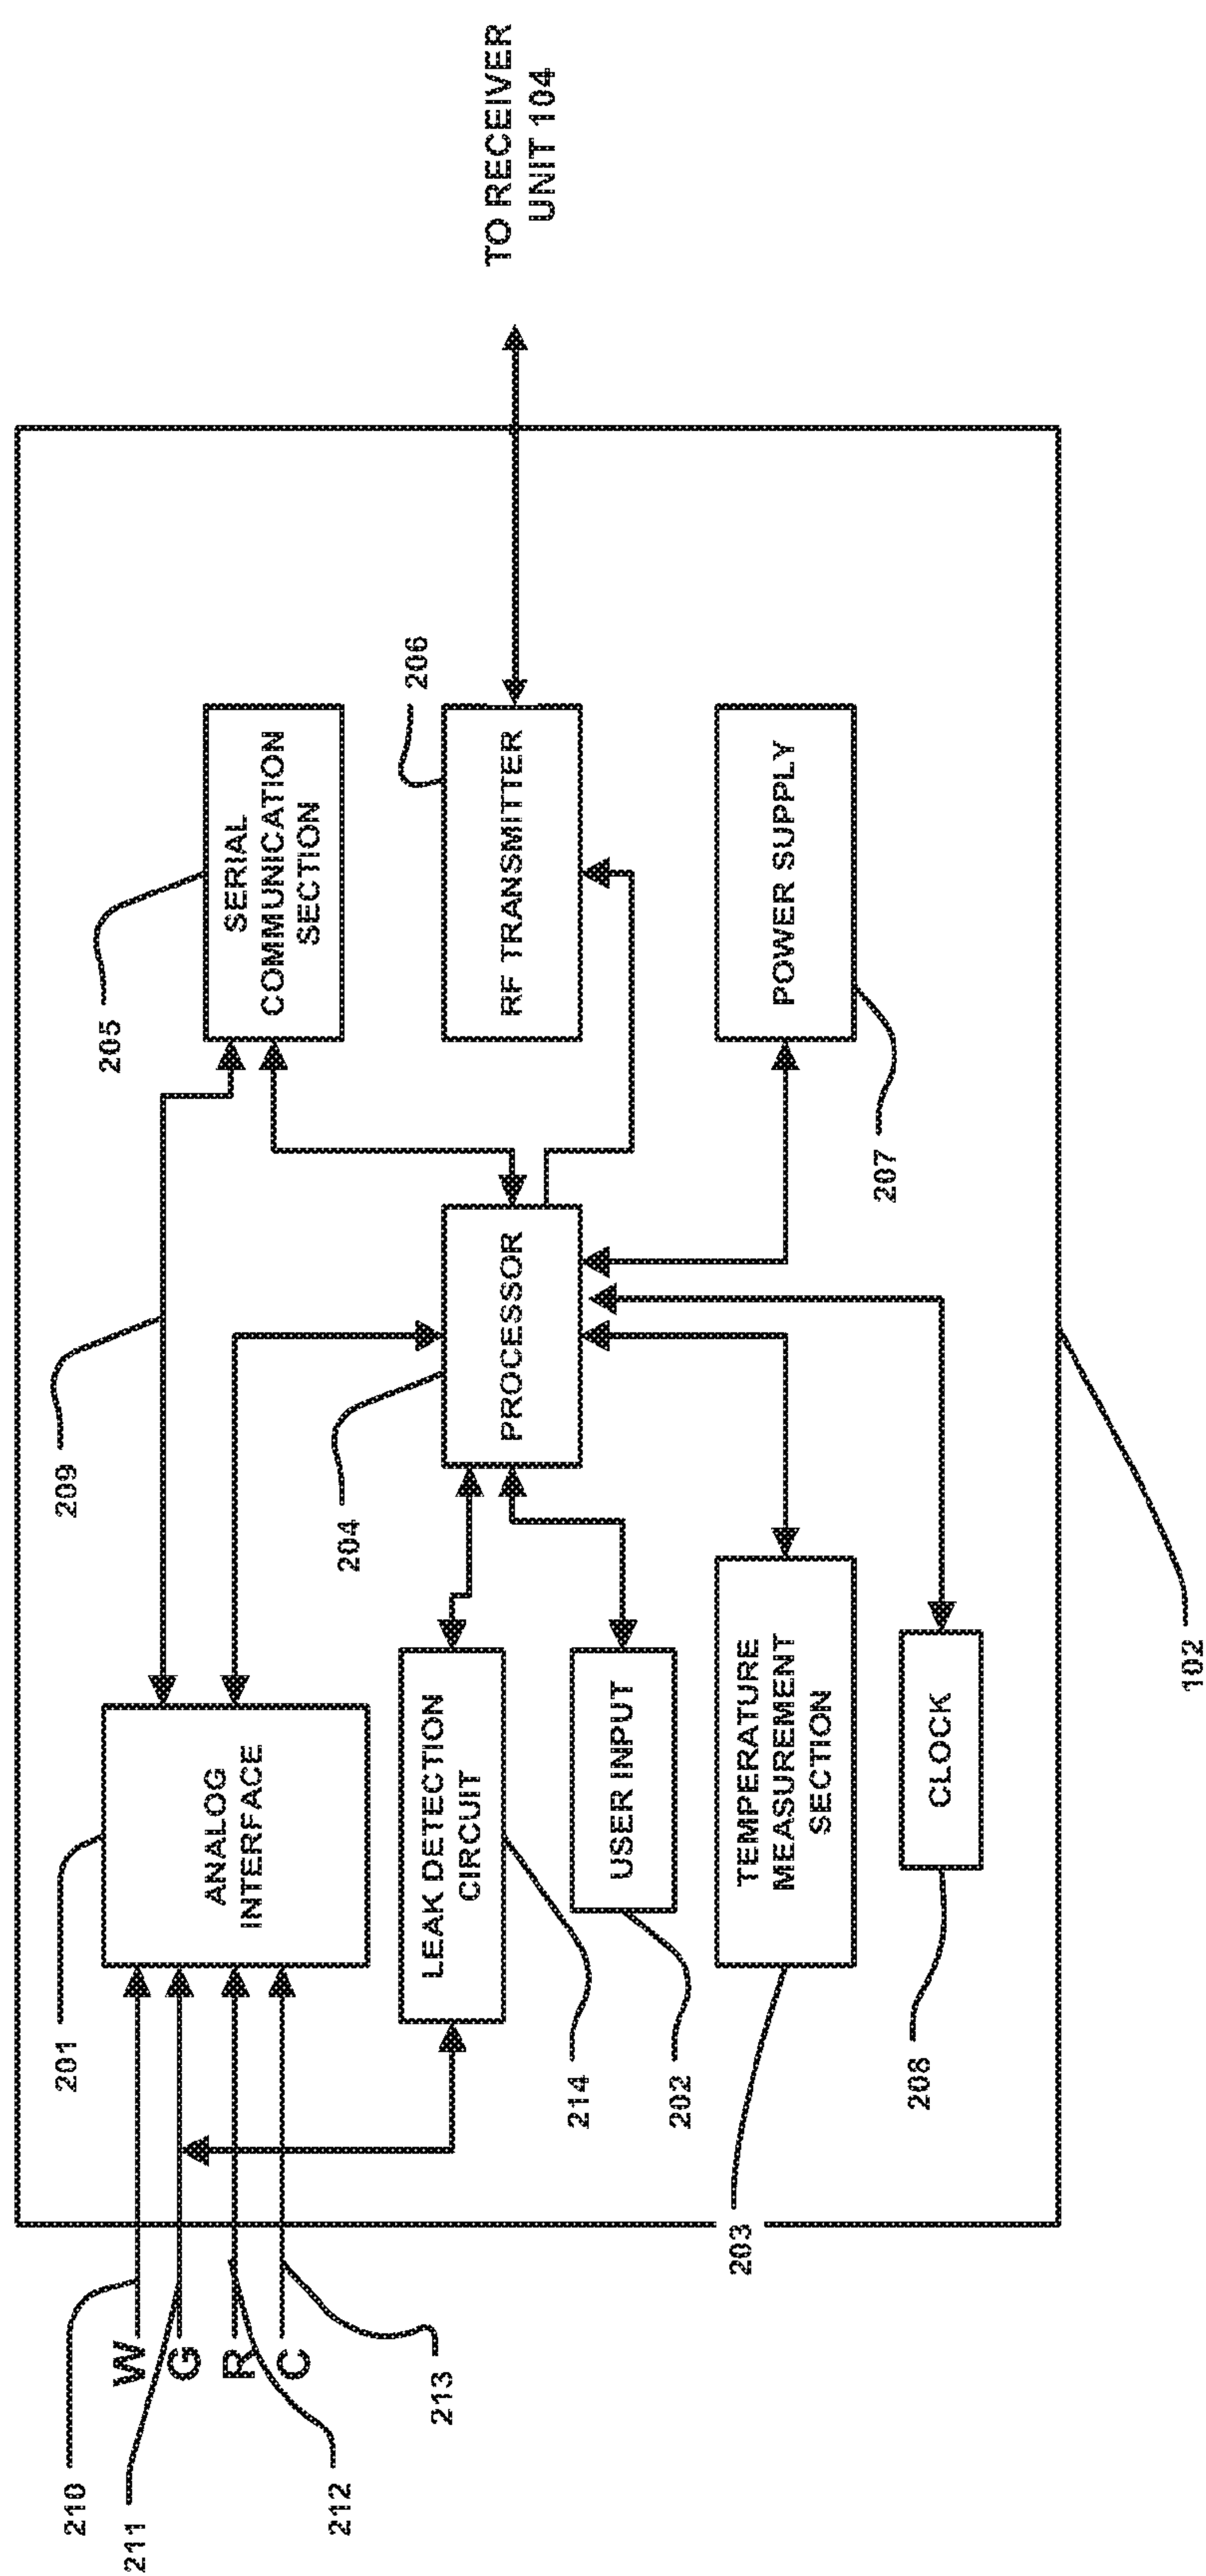 210
W
211
G
212
R
213
C
201
ANALOG
INTERFACE
209
205
SERIAL
COMMUNICATION
SECTION
214
LEAK DETECTION
CIRCUIT
204
PROCESSOR
206
RF TRANSMITTER
TO RECEIVER
UNIT 104
202
USER INPUT
203
TEMPERATURE
MEASUREMENT
SECTION
207
POWER SUPPLY
208
CLOCK
102